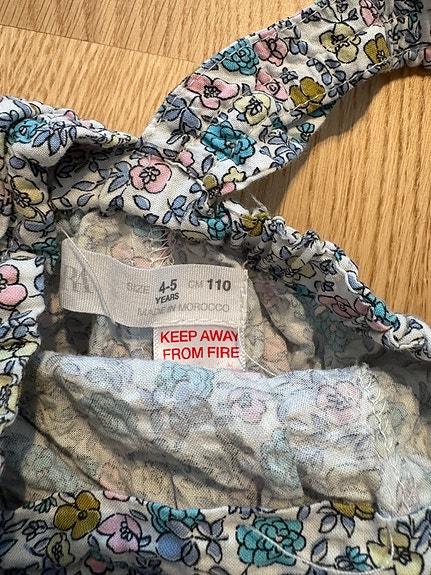 SIZE 4-5 YEARS CM 110
MADE IN MOROCCO
KEEP AWAY
FROM FIRE